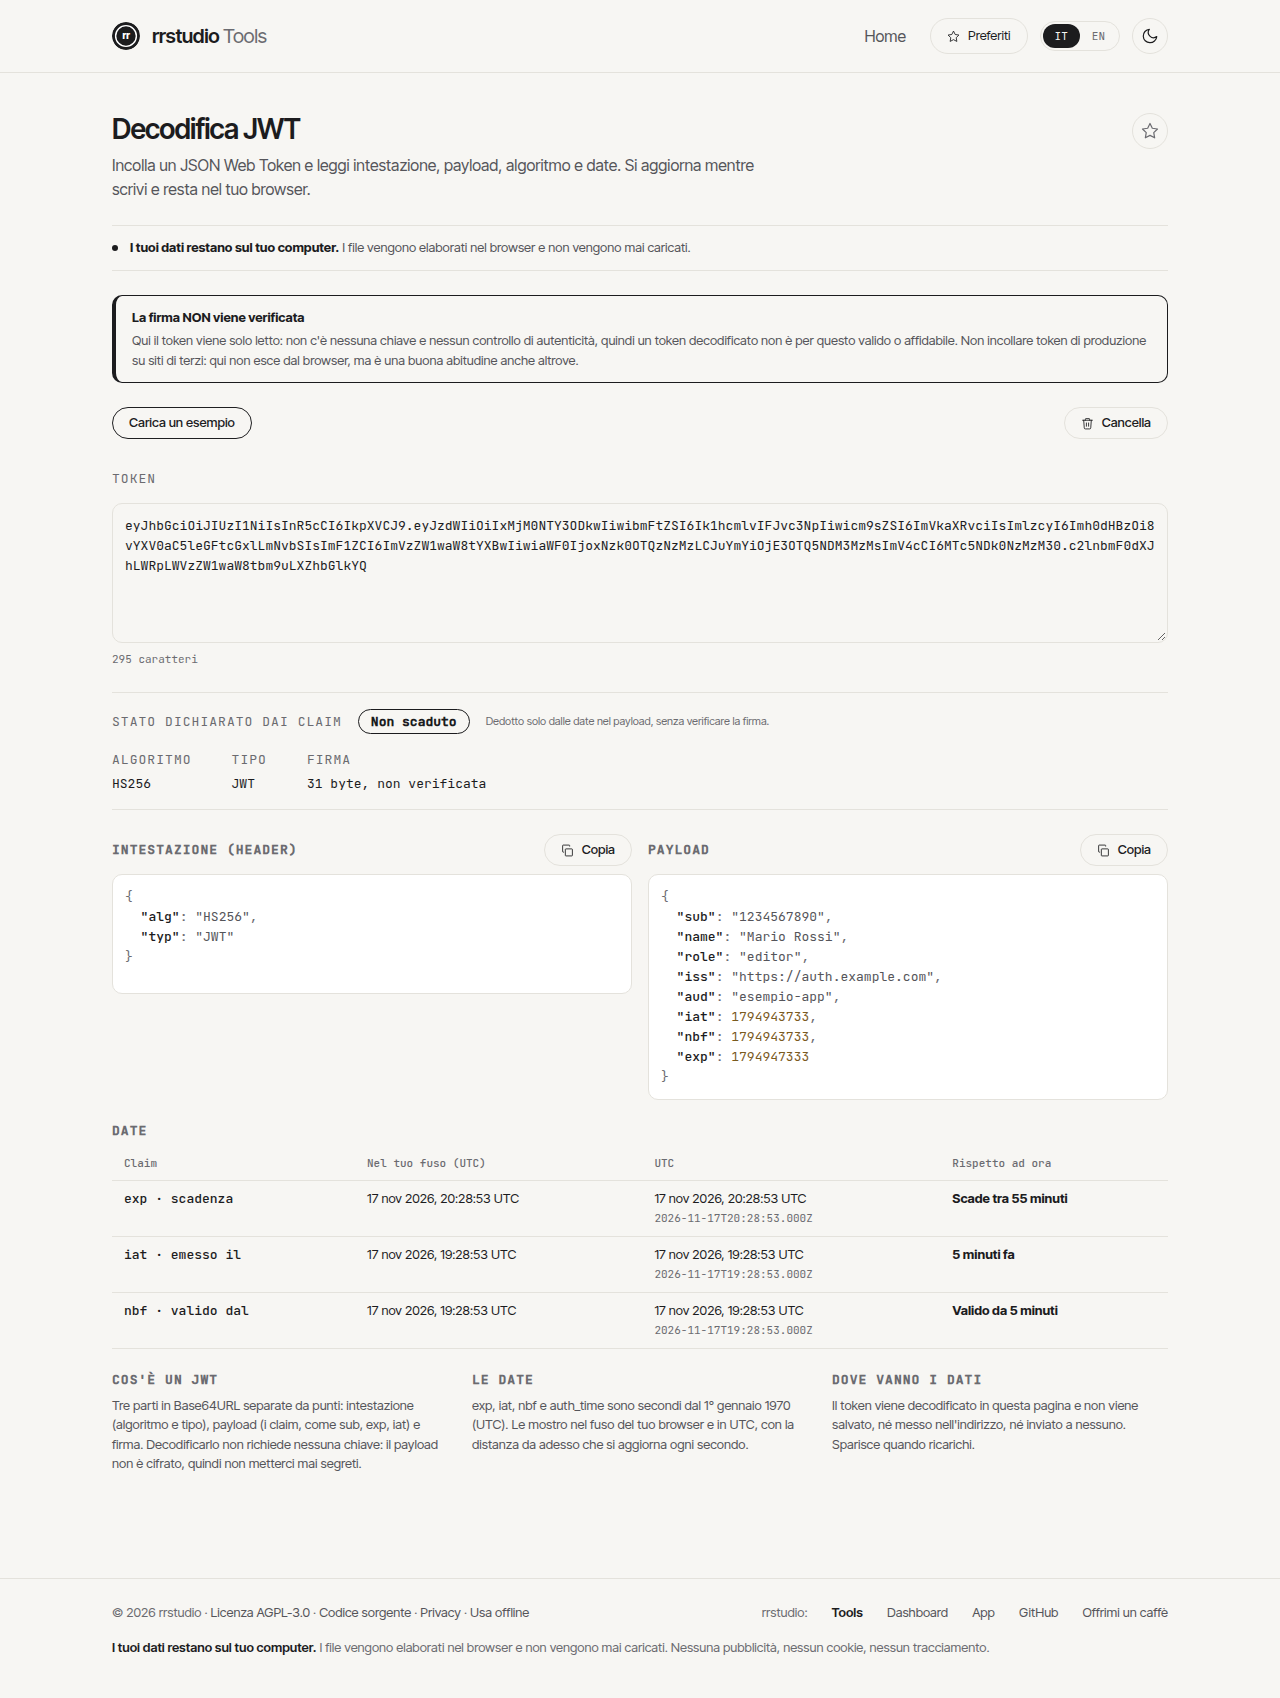 rr rrstudio Tools
Home
Preferiti
IT EN
Decodifica JWT
Incolla un JSON Web Token e leggi intestazione, payload, algoritmo e date. Si aggiorna mentre
scrivi e resta nel tuo browser.
I tuoi dati restano sul tuo computer. I file vengono elaborati nel browser e non vengono mai caricati.
La firma NON viene verificata
Qui il token viene solo letto: non c'è nessuna chiave e nessun controllo di autenticità, quindi un token decodificato non è per questo valido o affidabile. Non incollare token di produzione
su siti di terzi: qui non esce dal browser, ma è una buona abitudine anche altrove.
Carica un esempio
Cancella
TOKEN
eyJhbGciOiJIUzI1NiIsInR5cCI6IkpXVCJ9.eyJzdWIiOiIxMjM0NTY3ODkwIiwibmFtZSI6Ik1hcmlvIFJvc3NpIiwicm9sZSI6ImVkaXRvciIsImlzcyI6Imh0dHBzOi8
vYXV0aC5leGFtcGxlLmNvbSIsImF1ZCI6ImVzZW1waW8tYXBwIiwiaWF0IjoxNzk0OTQzNzMzLCJuYmYiOjE3OTQ5NDM3MzMsImV4cCI6MTc5NDk0NzMzM30.c2lnbmF0dXJ
hLWRpLWVzZW1waW8tbm9uLXZhbGlkYQ
295 caratteri
STATO DICHIARATO DAI CLAIM
Non scaduto
Dedotto solo dalle date nel payload, senza verificare la firma.
ALGORITMO TIPO FIRMA
HS256 JWT 31 byte, non verificata
INTESTAZIONE (HEADER)
Copia
{
"alg": "HS256",
"typ": "JWT"
}
PAYLOAD
Copia
{
"sub": "1234567890",
"name": "Mario Rossi",
"role": "editor",
"iss": "https://auth.example.com",
"aud": "esempio-app",
"iat": 1794943733,
"nbf": 1794943733,
"exp": 1794947333
}
DATE
Claim Nel tuo fuso (UTC) UTC Rispetto ad ora
exp · scadenza 17 nov 2026, 20:28:53 UTC 17 nov 2026, 20:28:53 UTC Scade tra 55 minuti
2026-11-17T20:28:53.000Z
iat · emesso il 17 nov 2026, 19:28:53 UTC 17 nov 2026, 19:28:53 UTC 5 minuti fa
2026-11-17T19:28:53.000Z
nbf · valido dal 17 nov 2026, 19:28:53 UTC 17 nov 2026, 19:28:53 UTC Valido da 5 minuti
2026-11-17T19:28:53.000Z
COS'È UN JWT
Tre parti in Base64URL separate da punti: intestazione
(algoritmo e tipo), payload (i claim, come sub, exp, iat) e
firma. Decodificarlo non richiede nessuna chiave: il payload
non è cifrato, quindi non metterci mai segreti.
LE DATE
exp, iat, nbf e auth_time sono secondi dal 1° gennaio 1970
(UTC). Le mostro nel fuso del tuo browser e in UTC, con la
distanza da adesso che si aggiorna ogni secondo.
DOVE VANNO I DATI
Il token viene decodificato in questa pagina e non viene
salvato, né messo nell'indirizzo, né inviato a nessuno.
Sparisce quando ricarichi.
© 2026 rrstudio · Licenza AGPL-3.0 · Codice sorgente · Privacy · Usa offline
rrstudio: Tools Dashboard App GitHub Offrimi un caffè
I tuoi dati restano sul tuo computer. I file vengono elaborati nel browser e non vengono mai caricati. Nessuna pubblicità, nessun cookie, nessun tracciamento.